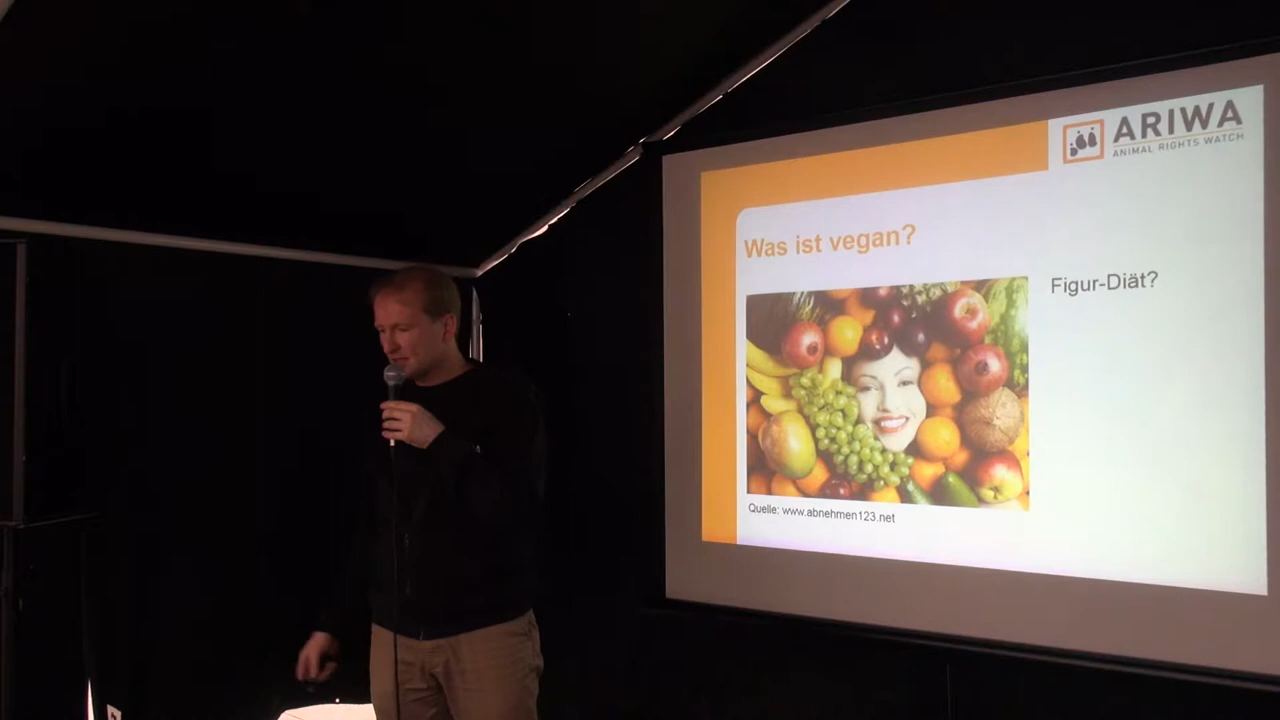 ARIWA
ANIMAL RIGHTS WATCH
Was ist vegan?
Figur-Diät?
Quelle: www.abnehmen123.net